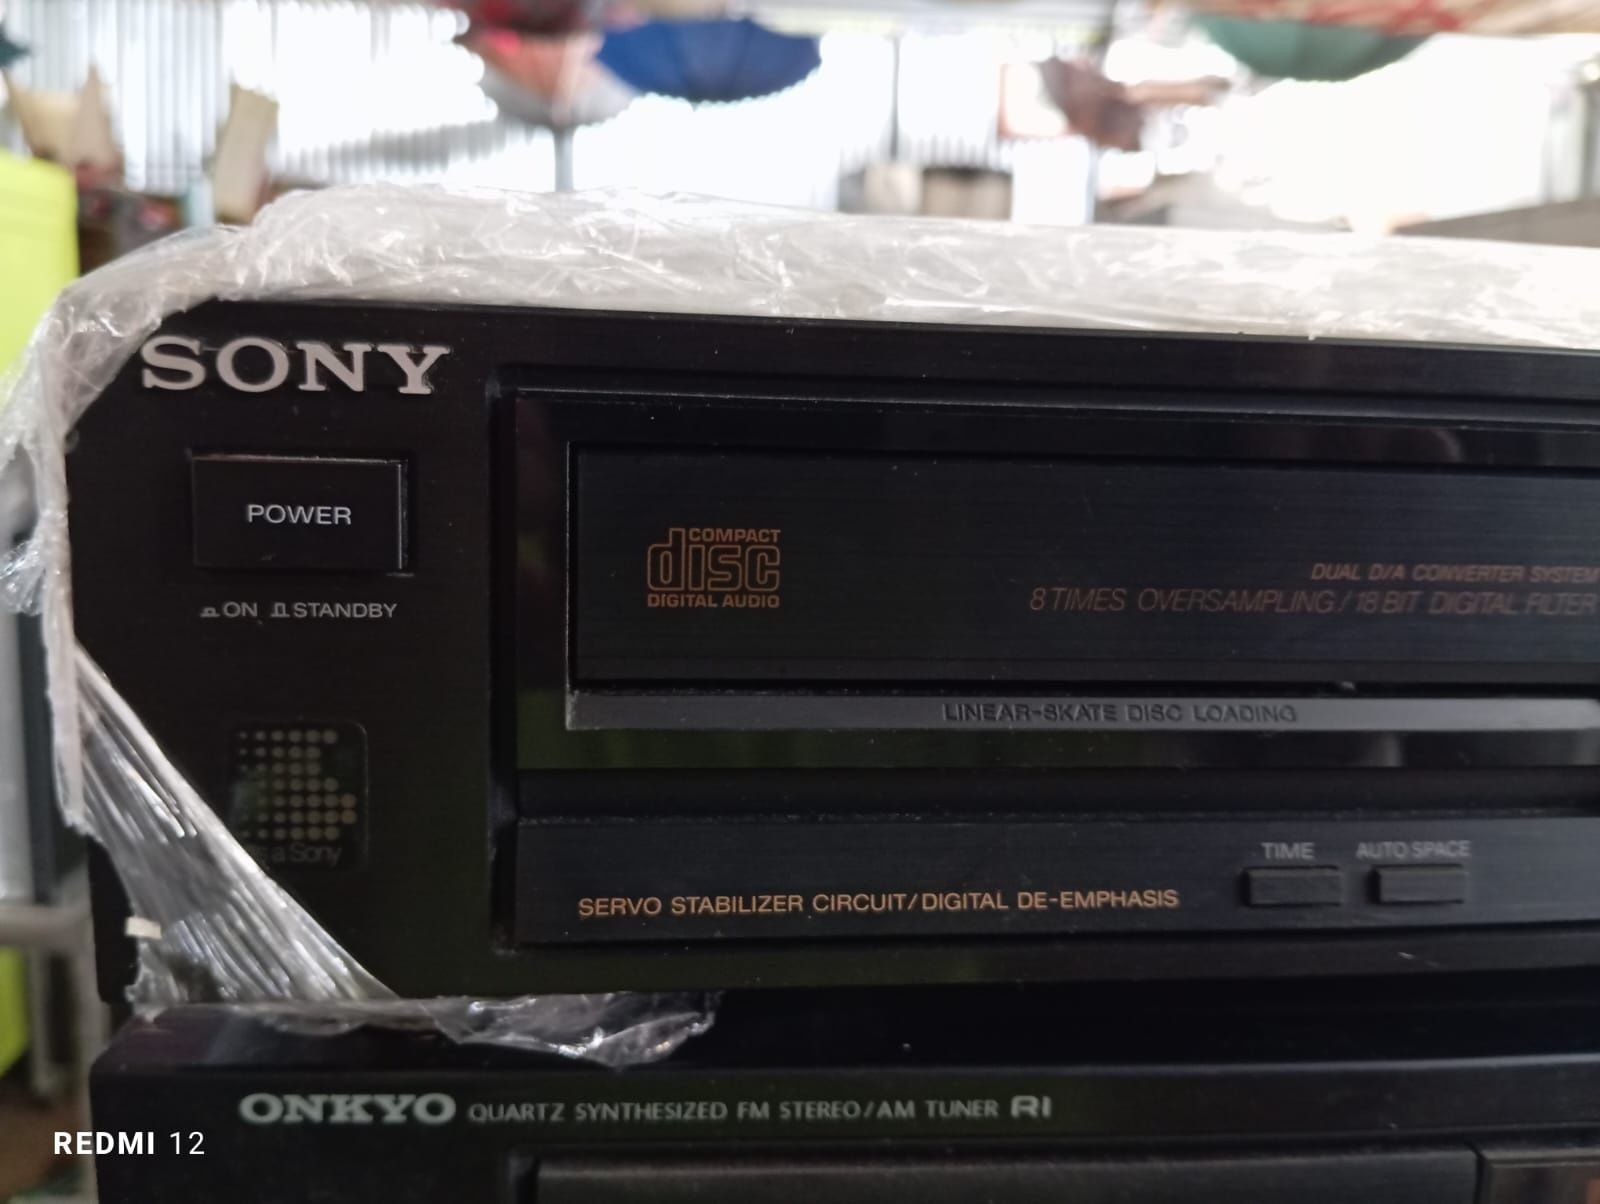 SONY
POWER
ON STANDBY
COMPACT
disc
DIGITAL AUDIO
DUAL D/A CONVERTER SYSTEM
8 TIMES OVERSAMPLING / 18 BIT DIGITAL FILTER
LINEAR-SKATE DISC LOADING
a Sony
TIME AUTO SPACE
SERVO STABILIZER CIRCUIT/DIGITAL DE-EMPHASIS
ONKYO QUARTZ SYNTHESIZED FM STEREO/AM TUNER RI
REDMI 12